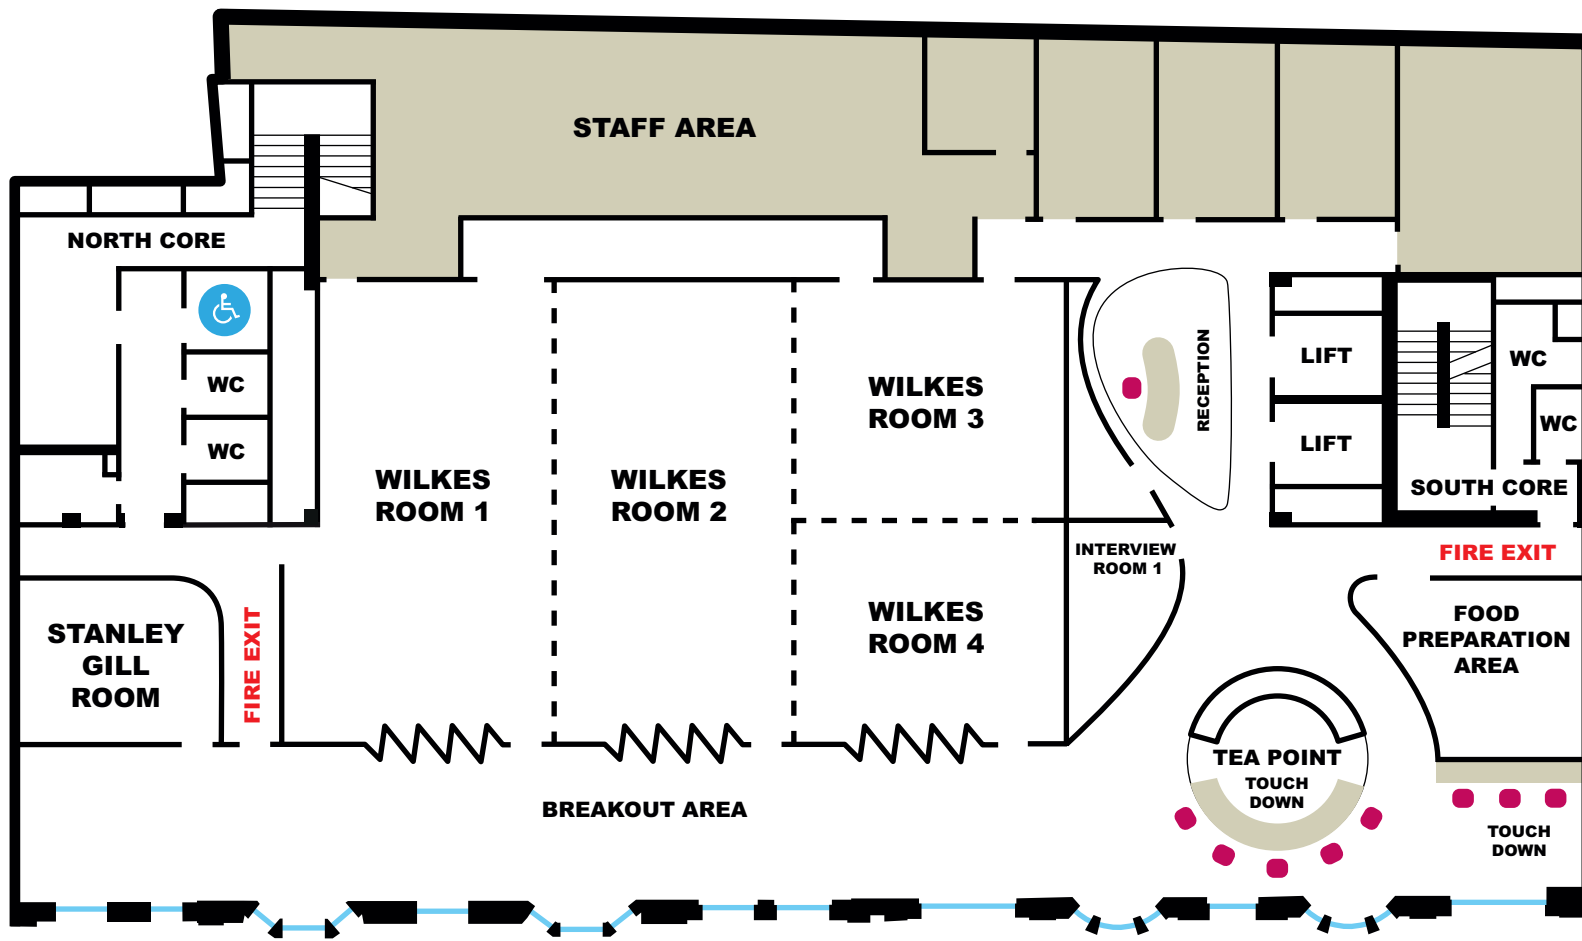 STAFF AREA
NORTH CORE
WC
WC
WILKES
ROOM 1
WILKES
ROOM 2
WILKES
ROOM 3
RECEPTION
LIFT
LIFT
WC
WC
SOUTH CORE
INTERVIEW
ROOM 1
FIRE EXIT
STANLEY
GILL
ROOM
FIRE EXIT
WILKES
ROOM 4
FOOD
PREPARATION
AREA
TEA POINT
TOUCH
DOWN
BREAKOUT AREA
TOUCH
DOWN